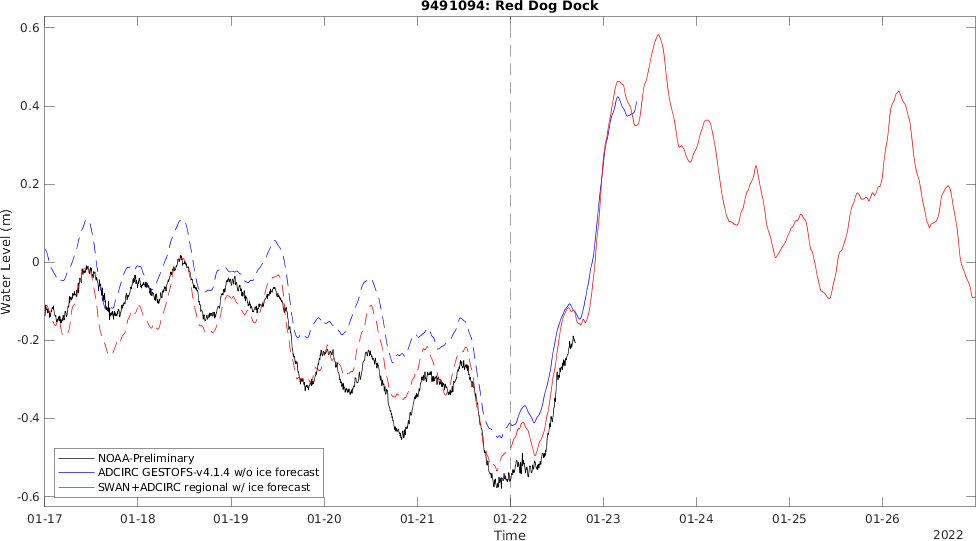 9491094: Red Dog Dock
Water Level (m)
0.6
0.4
0.2
0
-0.2
-0.4
-0.6
NOAA-Preliminary
ADCIRC GESTOFS-v4.1.4 w/o ice forecast
SWAN+ADCIRC regional w/ ice forecast
01-17 01-18 01-19 01-20 01-21 01-22 01-23 01-24 01-25 01-26
Time
2022